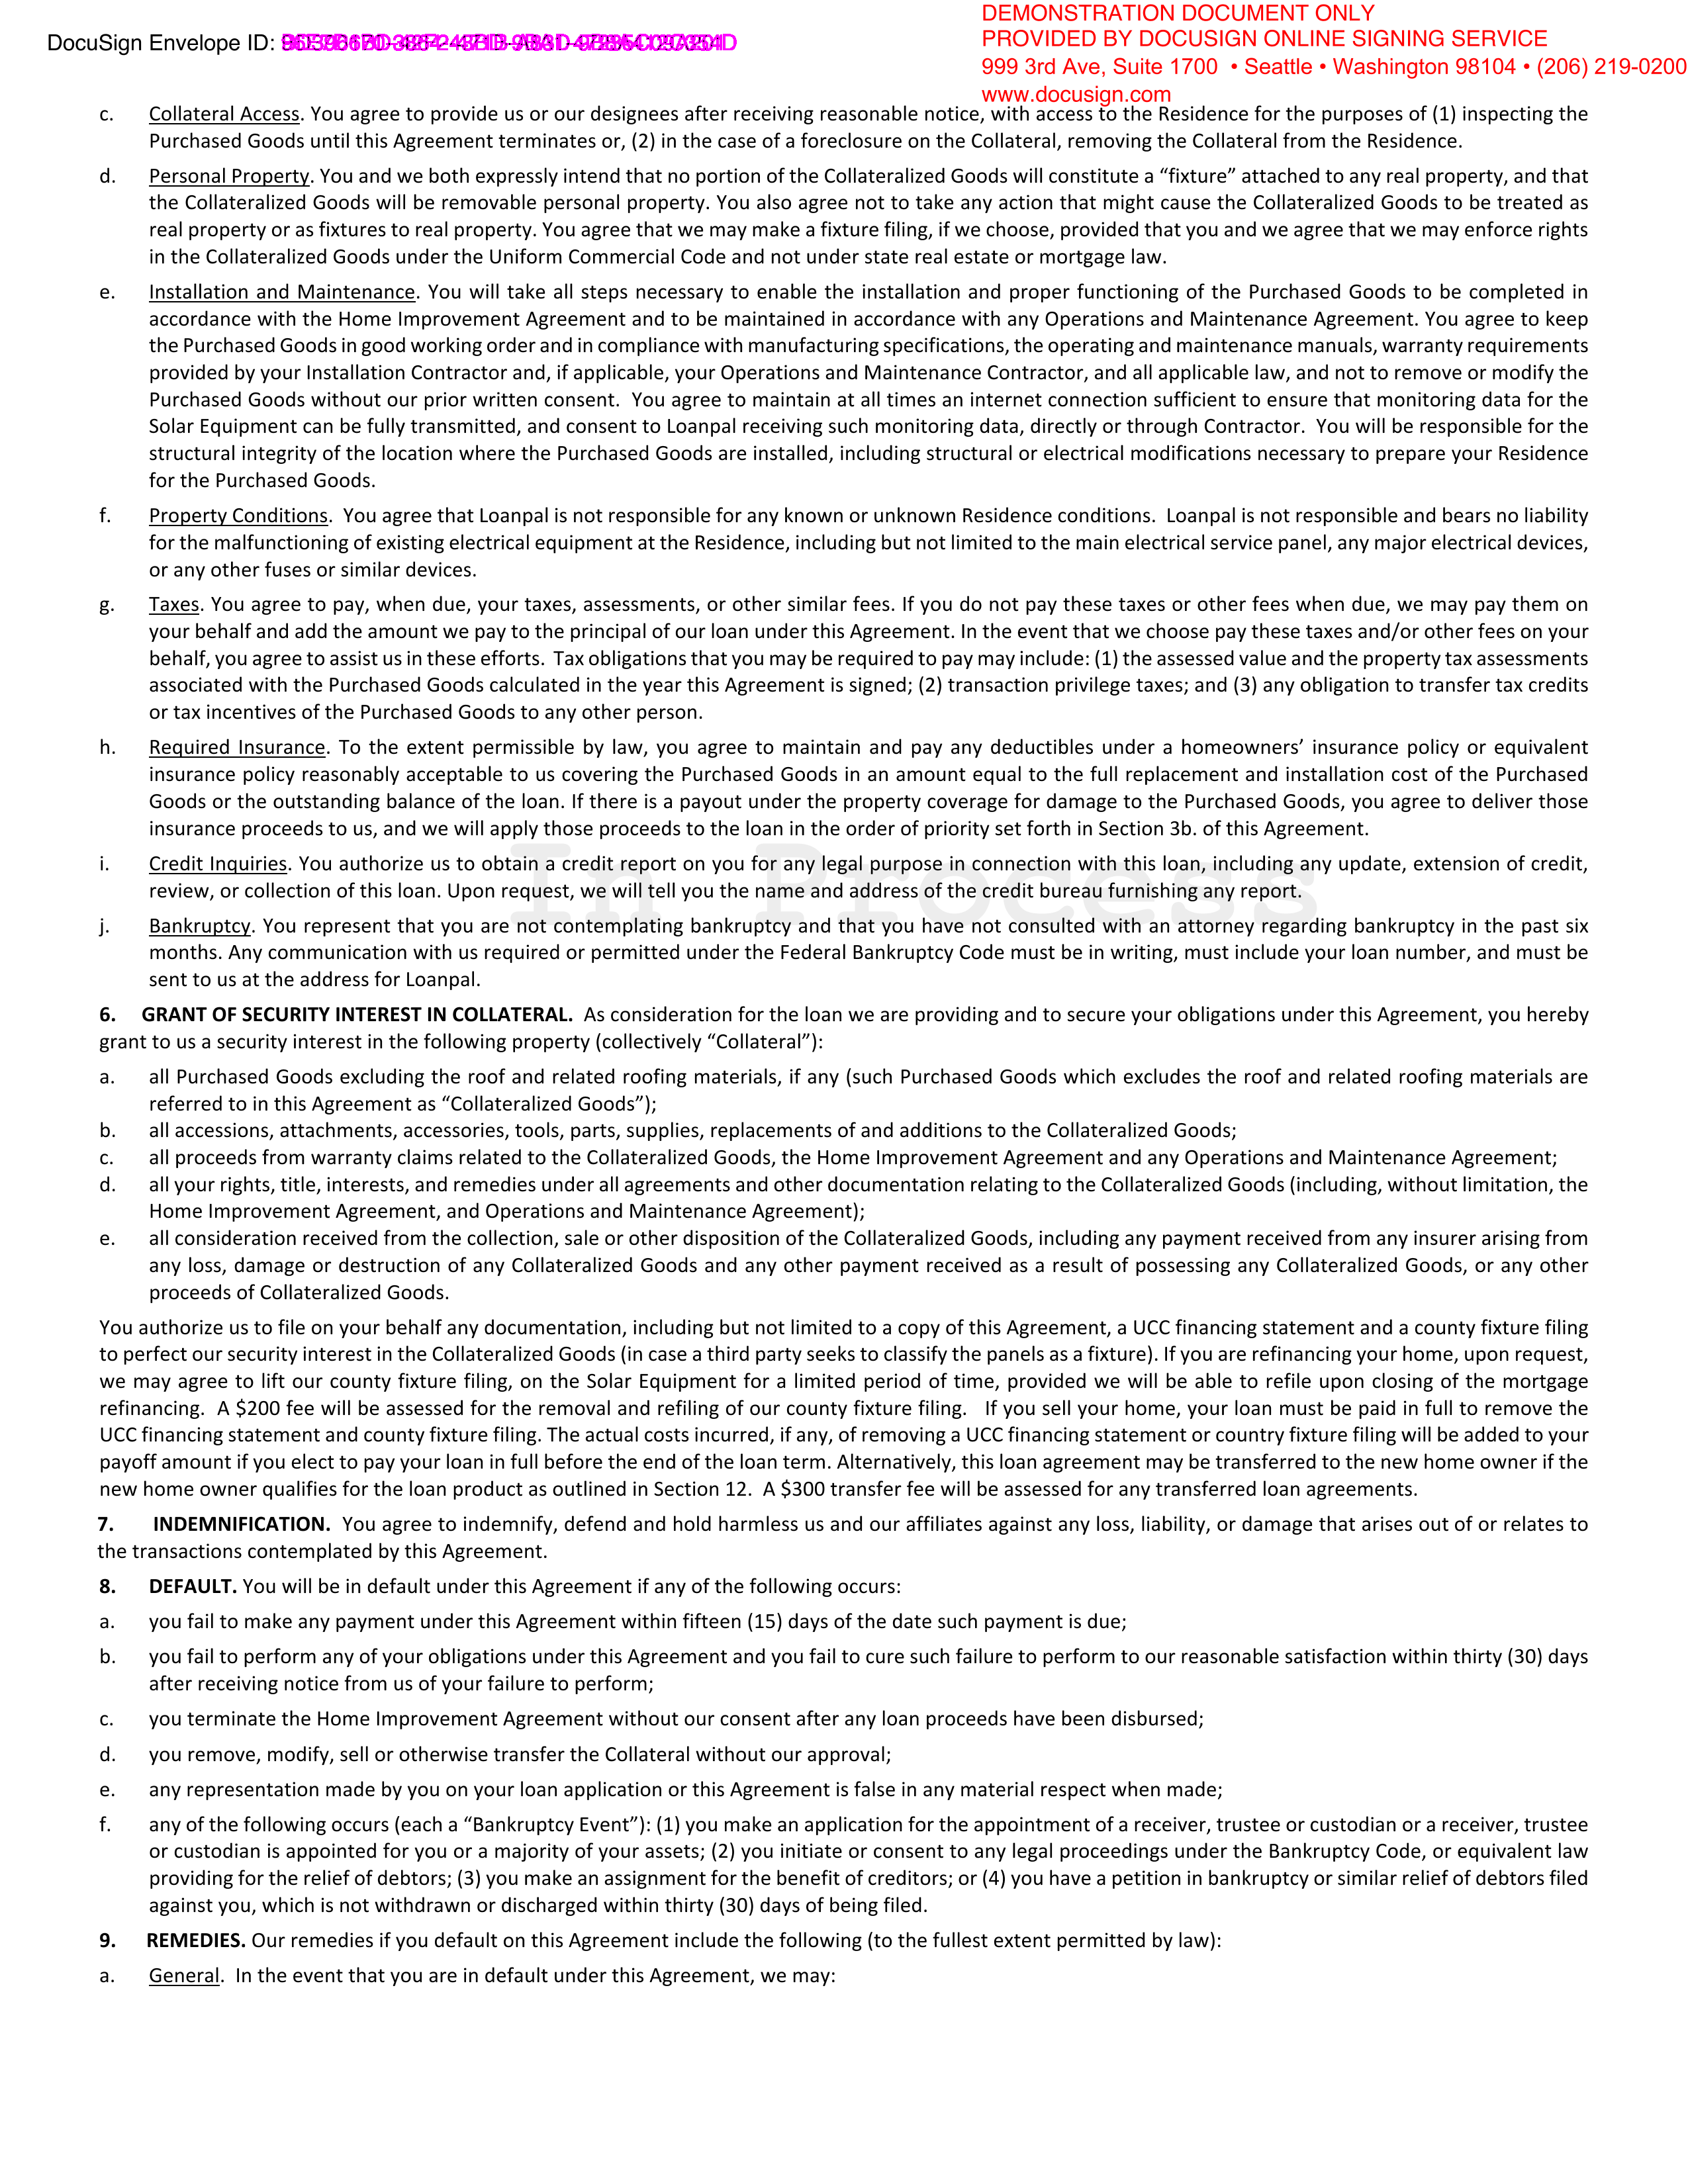 DEMONSTRATION DOCUMENT ONLY
DocuSign Envelope ID:
PROVIDED BY DOCUSIGN ONLINE SIGNING SERVICE
999 3rd Ave, Suite 1700 • Seattle • Washington 98104 • (206) 219-0200
www.docusign.com
c. Collateral Access. You agree to provide us or our designees after receiving reasonable notice, with access to the Residence for the purposes of (1) inspecting the
Purchased Goods until this Agreement terminates or, (2) in the case of a foreclosure on the Collateral, removing the Collateral from the Residence.
d. Personal Property. You and we both expressly intend that no portion of the Collateralized Goods will constitute a “fixture” attached to any real property, and that
the Collateralized Goods will be removable personal property. You also agree not to take any action that might cause the Collateralized Goods to be treated as
real property or as fixtures to real property. You agree that we may make a fixture filing, if we choose, provided that you and we agree that we may enforce rights
in the Collateralized Goods under the Uniform Commercial Code and not under state real estate or mortgage law.
e. Installation and Maintenance. You will take all steps necessary to enable the installation and proper functioning of the Purchased Goods to be completed in
accordance with the Home Improvement Agreement and to be maintained in accordance with any Operations and Maintenance Agreement. You agree to keep
the Purchased Goods in good working order and in compliance with manufacturing specifications, the operating and maintenance manuals, warranty requirements
provided by your Installation Contractor and, if applicable, your Operations and Maintenance Contractor, and all applicable law, and not to remove or modify the
Purchased Goods without our prior written consent. You agree to maintain at all times an internet connection sufficient to ensure that monitoring data for the
Solar Equipment can be fully transmitted, and consent to Loanpal receiving such monitoring data, directly or through Contractor. You will be responsible for the
structural integrity of the location where the Purchased Goods are installed, including structural or electrical modifications necessary to prepare your Residence
for the Purchased Goods.
f. Property Conditions. You agree that Loanpal is not responsible for any known or unknown Residence conditions. Loanpal is not responsible and bears no liability
for the malfunctioning of existing electrical equipment at the Residence, including but not limited to the main electrical service panel, any major electrical devices,
or any other fuses or similar devices.
g. Taxes. You agree to pay, when due, your taxes, assessments, or other similar fees. If you do not pay these taxes or other fees when due, we may pay them on
your behalf and add the amount we pay to the principal of our loan under this Agreement. In the event that we choose pay these taxes and/or other fees on your
behalf, you agree to assist us in these efforts. Tax obligations that you may be required to pay may include: (1) the assessed value and the property tax assessments
associated with the Purchased Goods calculated in the year this Agreement is signed; (2) transaction privilege taxes; and (3) any obligation to transfer tax credits
or tax incentives of the Purchased Goods to any other person.
h. Required Insurance. To the extent permissible by law, you agree to maintain and pay any deductibles under a homeowners’ insurance policy or equivalent
insurance policy reasonably acceptable to us covering the Purchased Goods in an amount equal to the full replacement and installation cost of the Purchased
Goods or the outstanding balance of the loan. If there is a payout under the property coverage for damage to the Purchased Goods, you agree to deliver those
insurance proceeds to us, and we will apply those proceeds to the loan in the order of priority set forth in Section 3b. of this Agreement.
i. Credit Inquiries. You authorize us to obtain a credit report on you for any legal purpose in connection with this loan, including any update, extension of credit,
review, or collection of this loan. Upon request, we will tell you the name and address of the credit bureau furnishing any report.
In Process
j. Bankruptcy. You represent that you are not contemplating bankruptcy and that you have not consulted with an attorney regarding bankruptcy in the past six
months. Any communication with us required or permitted under the Federal Bankruptcy Code must be in writing, must include your loan number, and must be
sent to us at the address for Loanpal.
6. GRANT OF SECURITY INTEREST IN COLLATERAL. As consideration for the loan we are providing and to secure your obligations under this Agreement, you hereby
grant to us a security interest in the following property (collectively “Collateral”):
a. all Purchased Goods excluding the roof and related roofing materials, if any (such Purchased Goods which excludes the roof and related roofing materials are
referred to in this Agreement as “Collateralized Goods”);
b. all accessions, attachments, accessories, tools, parts, supplies, replacements of and additions to the Collateralized Goods;
c. all proceeds from warranty claims related to the Collateralized Goods, the Home Improvement Agreement and any Operations and Maintenance Agreement;
d. all your rights, title, interests, and remedies under all agreements and other documentation relating to the Collateralized Goods (including, without limitation, the
Home Improvement Agreement, and Operations and Maintenance Agreement);
e. all consideration received from the collection, sale or other disposition of the Collateralized Goods, including any payment received from any insurer arising from
any loss, damage or destruction of any Collateralized Goods and any other payment received as a result of possessing any Collateralized Goods, or any other
proceeds of Collateralized Goods.
You authorize us to file on your behalf any documentation, including but not limited to a copy of this Agreement, a UCC financing statement and a county fixture filing
to perfect our security interest in the Collateralized Goods (in case a third party seeks to classify the panels as a fixture). If you are refinancing your home, upon request,
we may agree to lift our county fixture filing, on the Solar Equipment for a limited period of time, provided we will be able to refile upon closing of the mortgage
refinancing. A $200 fee will be assessed for the removal and refiling of our county fixture filing. If you sell your home, your loan must be paid in full to remove the
UCC financing statement and county fixture filing. The actual costs incurred, if any, of removing a UCC financing statement or country fixture filing will be added to your
payoff amount if you elect to pay your loan in full before the end of the loan term. Alternatively, this loan agreement may be transferred to the new home owner if the
new home owner qualifies for the loan product as outlined in Section 12. A $300 transfer fee will be assessed for any transferred loan agreements.
7. INDEMNIFICATION. You agree to indemnify, defend and hold harmless us and our affiliates against any loss, liability, or damage that arises out of or relates to
the transactions contemplated by this Agreement.
8. DEFAULT. You will be in default under this Agreement if any of the following occurs:
a. you fail to make any payment under this Agreement within fifteen (15) days of the date such payment is due;
b. you fail to perform any of your obligations under this Agreement and you fail to cure such failure to perform to our reasonable satisfaction within thirty (30) days
after receiving notice from us of your failure to perform;
c. you terminate the Home Improvement Agreement without our consent after any loan proceeds have been disbursed;
d. you remove, modify, sell or otherwise transfer the Collateral without our approval;
e. any representation made by you on your loan application or this Agreement is false in any material respect when made;
f. any of the following occurs (each a “Bankruptcy Event”): (1) you make an application for the appointment of a receiver, trustee or custodian or a receiver, trustee
or custodian is appointed for you or a majority of your assets; (2) you initiate or consent to any legal proceedings under the Bankruptcy Code, or equivalent law
providing for the relief of debtors; (3) you make an assignment for the benefit of creditors; or (4) you have a petition in bankruptcy or similar relief of debtors filed
against you, which is not withdrawn or discharged within thirty (30) days of being filed.
9. REMEDIES. Our remedies if you default on this Agreement include the following (to the fullest extent permitted by law):
a. General. In the event that you are in default under this Agreement, we may: